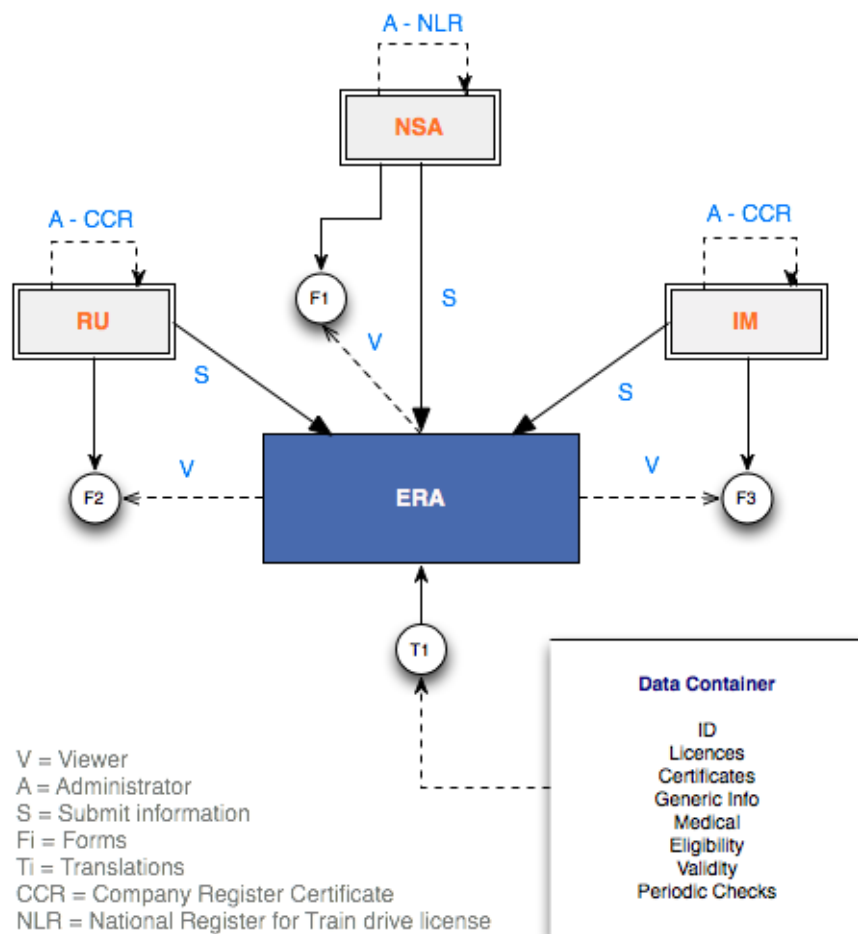 A - NLR
NSA
A - CCR
A - CCR
RU
F1
S
IM
V
S
S
V
V
F2
ERA
F3
T1
Data Container
ID
Licences
Certificates
Generic Info
Medical
Eligibility
Validity
Periodic Checks
V = Viewer
A = Administrator
S = Submit information
Fi = Forms
Ti = Translations
CCR = Company Register Certificate
NLR = National Register for Train drive license